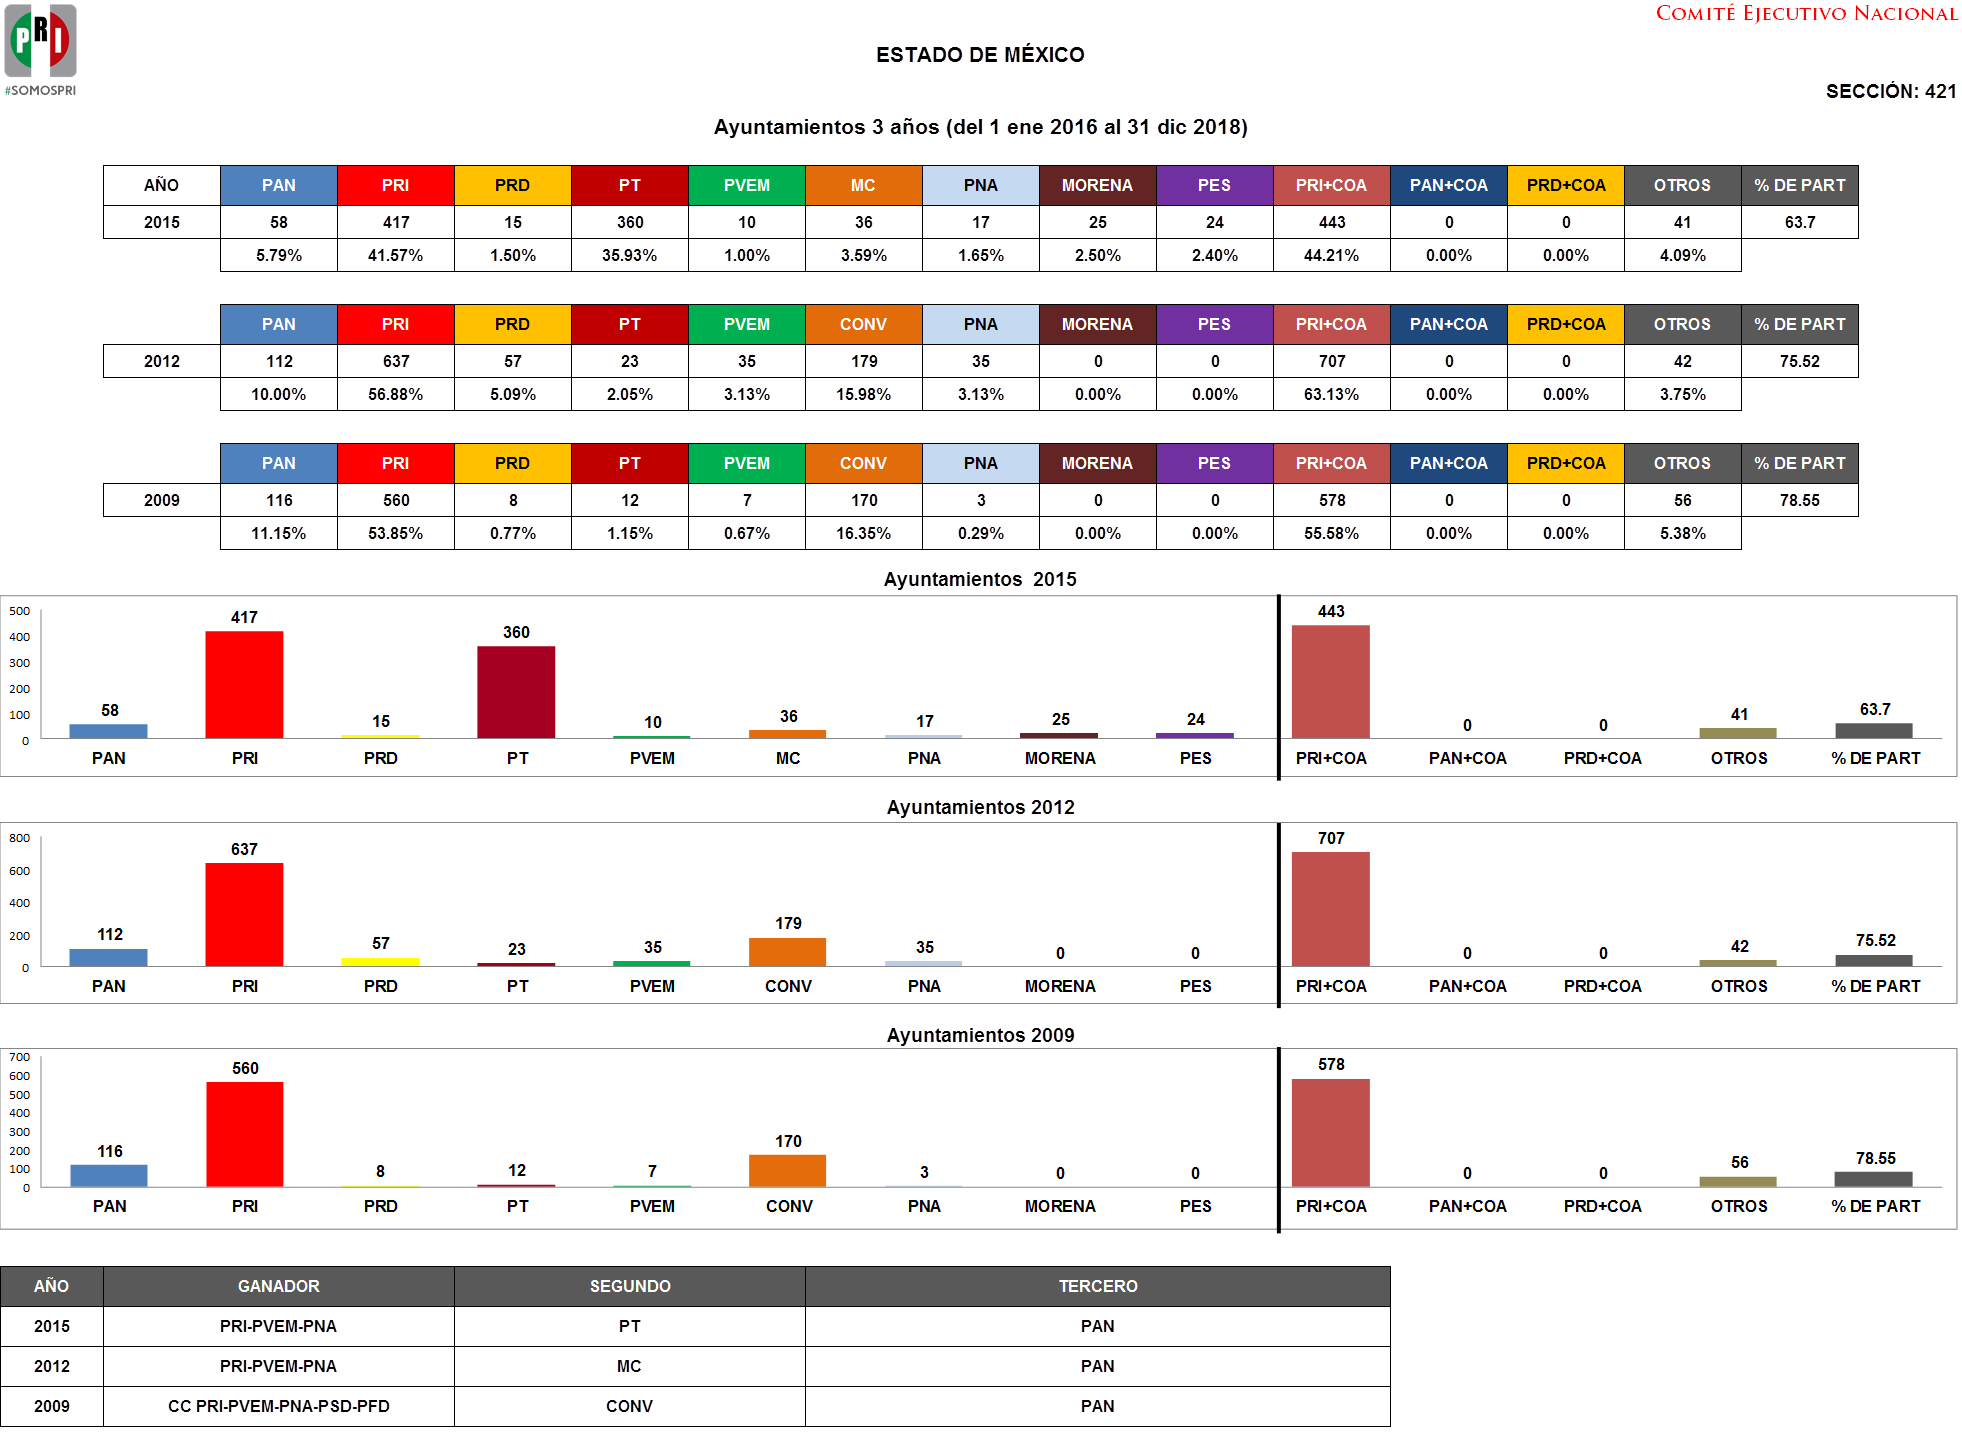 PRI
#SOMOSPRI
COMITÉ EJECUTIVO NACIONAL
ESTADO DE MÉXICO
SECCIÓN: 421
Ayuntamientos 3 años (del 1 ene 2016 al 31 dic 2018)
AÑO PAN PRI PRD PT PVEM MC PNA MORENA PES PRI+COA PAN+COA PRD+COA OTROS % DE PART
2015 58 417 15 360 10 36 17 25 24 443 0 0 41 63.7
5.79% 41.57% 1.50% 35.93% 1.00% 3.59% 1.65% 2.50% 2.40% 44.21% 0.00% 0.00% 4.09%
PAN PRI PRD PT PVEM CONV PNA MORENA PES PRI+COA PAN+COA PRD+COA OTROS % DE PART
2012 112 637 57 23 35 179 35 0 0 707 0 0 42 75.52
10.00% 56.88% 5.09% 2.05% 3.13% 15.98% 3.13% 0.00% 0.00% 63.13% 0.00% 0.00% 3.75%
PAN PRI PRD PT PVEM CONV PNA MORENA PES PRI+COA PAN+COA PRD+COA OTROS % DE PART
2009 116 560 8 12 7 170 3 0 0 578 0 0 56 78.55
11.15% 53.85% 0.77% 1.15% 0.67% 16.35% 0.29% 0.00% 0.00% 55.58% 0.00% 0.00% 5.38%
Ayuntamientos 2015
500
400
300
200
100
0
58 417 15 360 10 36 17 25 24 443 0 0 41 63.7
PAN PRI PRD PT PVEM MC PNA MORENA PES PRI+COA PAN+COA PRD+COA OTROS % DE PART
Ayuntamientos 2012
800
600
400
200
0
112 637 57 23 35 179 35 0 0 707 0 0 42 75.52
PAN PRI PRD PT PVEM CONV PNA MORENA PES PRI+COA PAN+COA PRD+COA OTROS % DE PART
Ayuntamientos 2009
700
600
500
400
300
200
100
0
116 560 8 12 7 170 3 0 0 578 0 0 56 78.55
PAN PRI PRD PT PVEM CONV PNA MORENA PES PRI+COA PAN+COA PRD+COA OTROS % DE PART
AÑO GANADOR SEGUNDO TERCERO
2015 PRI-PVEM-PNA PT PAN
2012 PRI-PVEM-PNA MC PAN
2009 CC PRI-PVEM-PNA-PSD-PFD CONV PAN